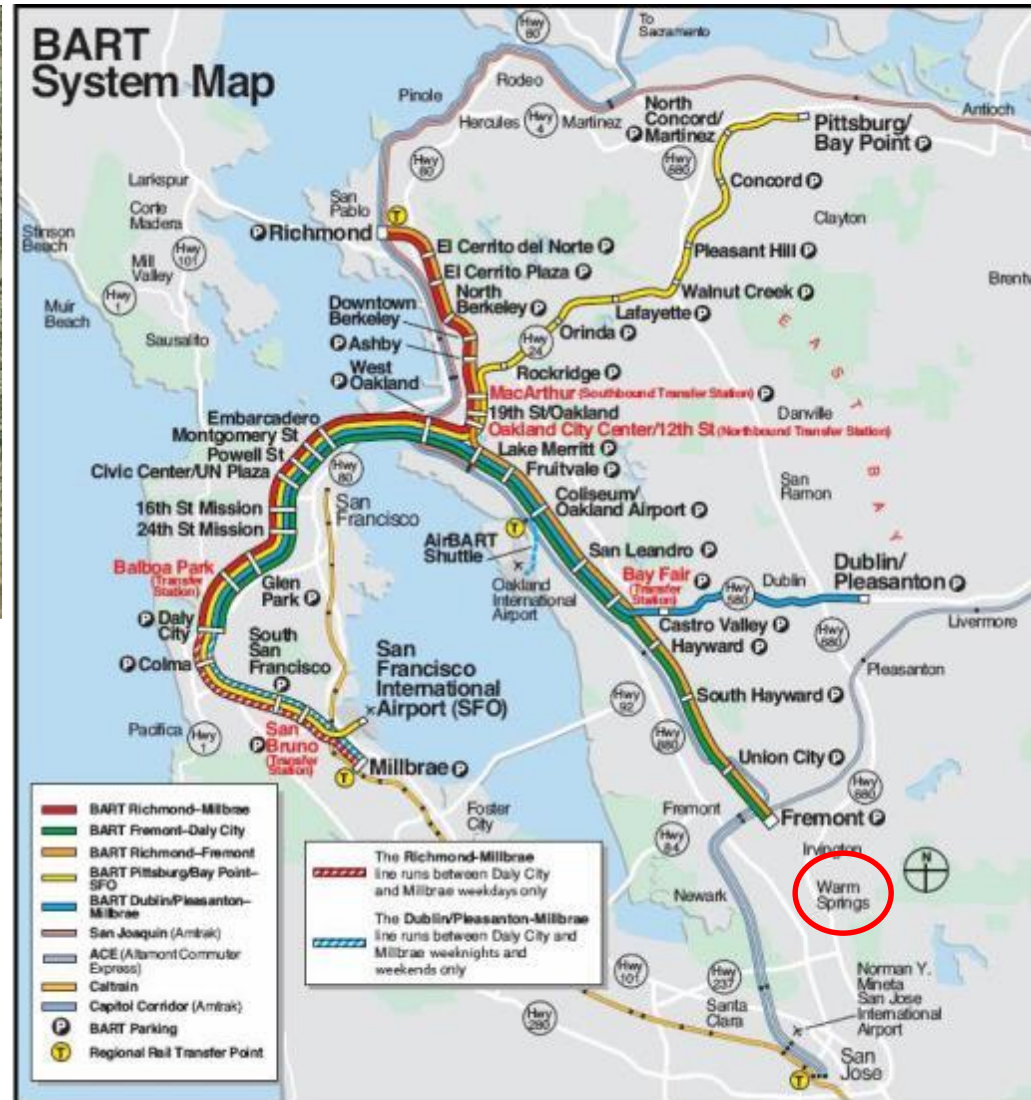 BART
System Map
Hwy
80
To
Sacramento
Rodeo
Pinole
Hercules
Hwy
4
Martinez
North
Concord/
Martinez
Antioch
Pittsburg/
Bay Point P
Hwy
80
Hwy
680
Concord P
Clayton
Larkspur
Corte
Madera
San
Pablo
T
P Richmond
Stinson
Beach
Hwy
101
Mill
Valley
Hwy
1
Muir
Beach
Sausalito
El Cerrito del Norte P
El Cerrito Plaza P
North
Berkeley P
Pleasant Hill P
Walnut Creek P
Lafayette P
Orinda P
Brentw
Downtown
Berkeley
P Ashby
West
P Oakland
Hwy
24
Rockridge P
EAST BAY
MacArthur (Southbound Transfer Station) P
19th St/Oakland
Oakland City Center/12th St (Northbound Transfer Station)
Danville
Embarcadero
Montgomery St
Powell St
Civic Center/UN Plaza
16th St Mission
24th St Mission
Hwy
80
San
Francisco
Lake Merritt P
Fruitvale P
Coliseum/
Oakland Airport P
San
Ramon
T
AirBART
Shuttle
Oakland
International
Airport
San Leandro P
Bay Fair P
(Transfer
Station)
Hwy
580
Dublin
Dublin/
Pleasanton P
Balboa Park
(Transfer
Station)
Glen
Park P
P Daly
City
P Colma
South
San
Francisco
P
San
Francisco
International
Airport (SFO)
Castro Valley P
Hayward P
Hwy
680
Livermore
Pleasanton
South Hayward P
Hwy
92
Hwy
880
Pacifica
Hwy
1
San
P Bruno
(Transfer
Station)
T
Millbrae P
Union City P
Hwy
680
Foster
City
Fremont
Fremont P
Hwy
84
Irvington
N
Newark
Warm
Springs
BART Richmond–Millbrae
BART Fremont–Daly City
BART Richmond–Fremont
BART Pittsburg/Bay Point–
SFO
BART Dublin/Pleasanton–
Millbrae
San Joaquin (Amtrak)
ACE (Altamont Commuter
Express)
Caltrain
Capitol Corridor (Amtrak)
P BART Parking
T Regional Rail Transfer Point
The Richmond-Millbrae
line runs between Daly City
and Millbrae weekdays only
The Dublin/Pleasanton-Millbrae
line runs between Daly City and
Millbrae weeknights and
weekends only
Hwy
101
Hwy
237
Hwy
280
Santa
Clara
Norman Y.
Mineta
San Jose
International
Airport
San
Jose
T